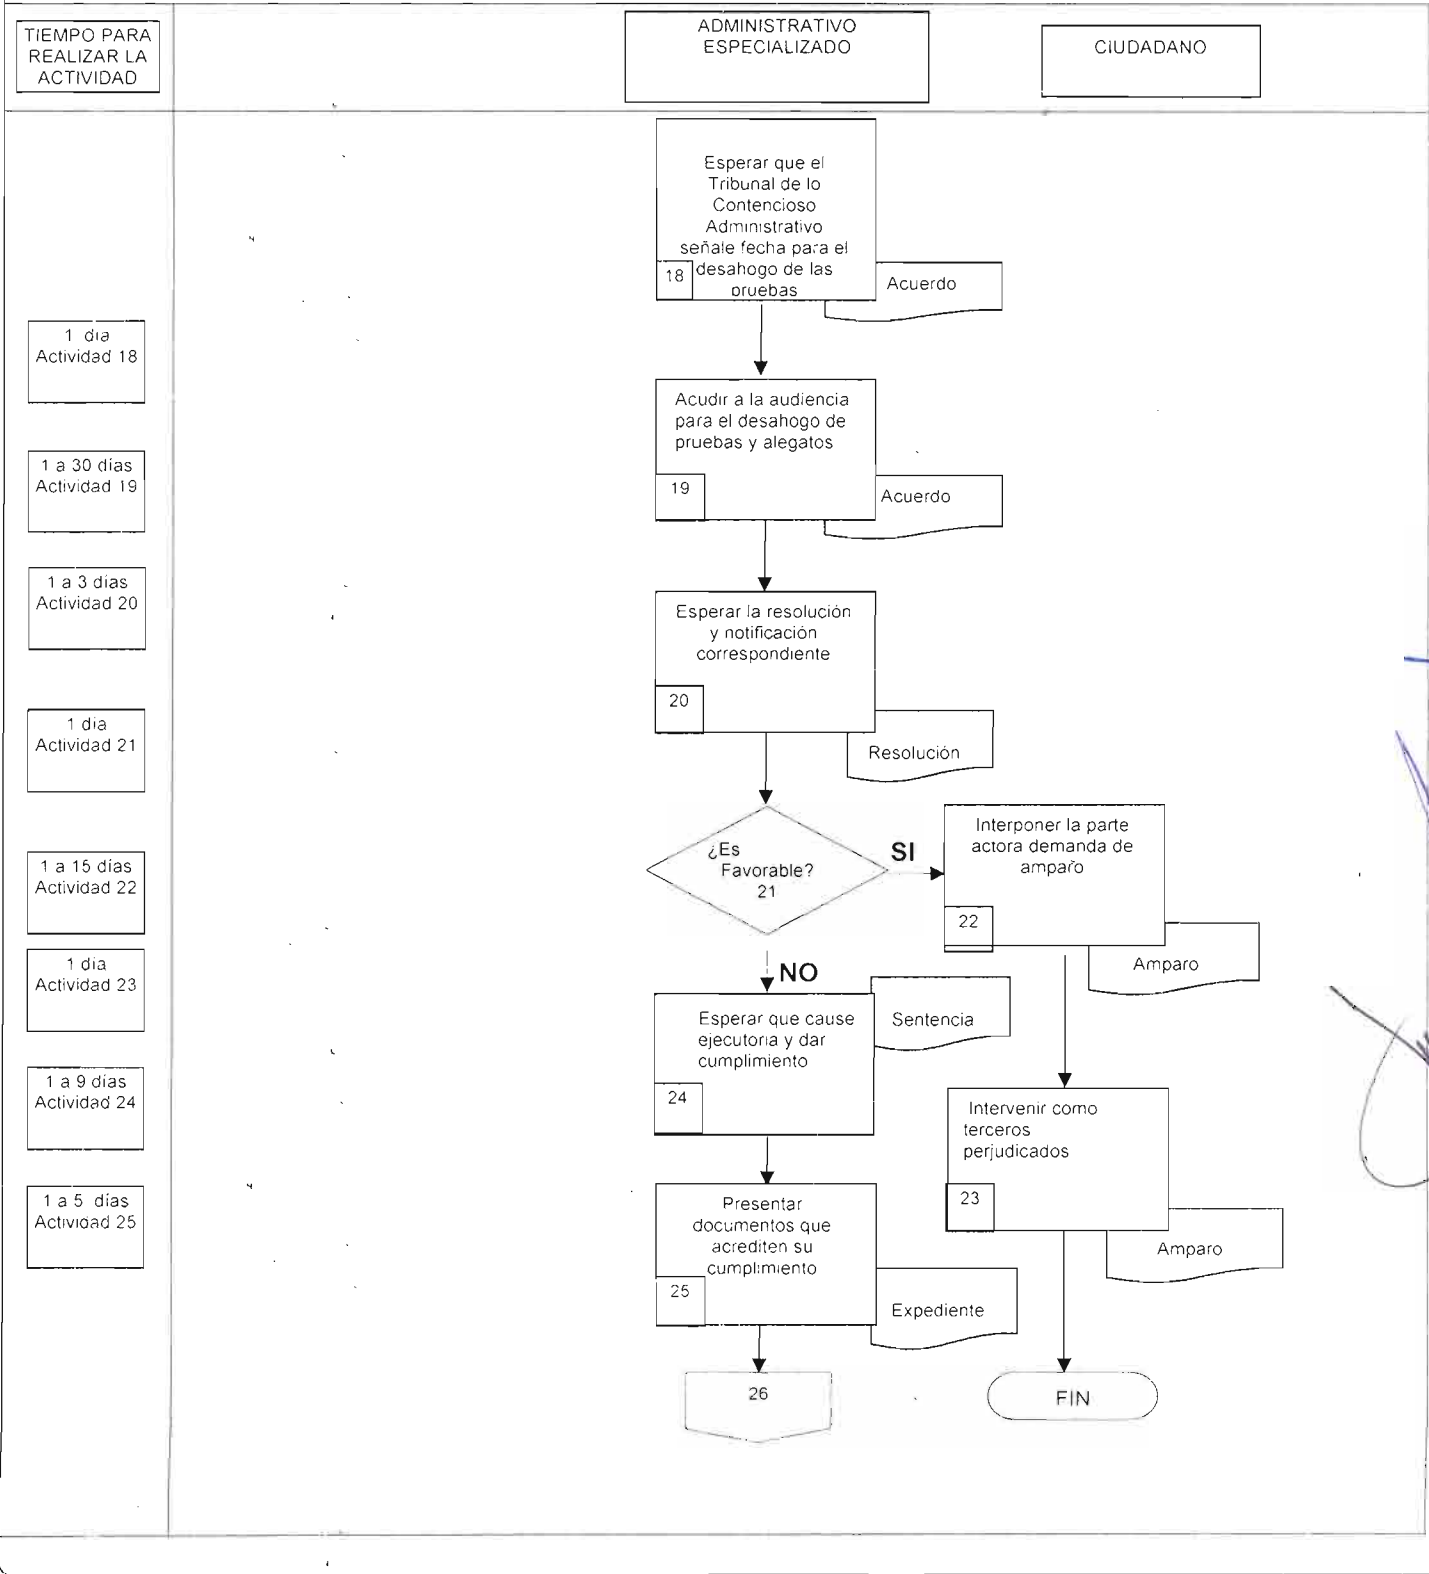 TIEMPO PARA
REALIZAR LA
ACTIVIDAD
ADMINISTRATIVO
ESPECIALIZADO
CIUDADANO
Esperar que el
Tribunal de lo
Contencioso
Administrativo
señale fecha para el
desahogo de las
pruebas
18
Acuerdo
1 dia
Actividad 18
Acudir a la audiencia
para el desahogo de
pruebas y alegatos
19
Acuerdo
1 a 30 días
Actividad 19
1 a 3 días
Actividad 20
Esperar la resolución
y notificación
correspondiente
20
Resolución
1 dia
Actividad 21
¿Es
Favorable?
21
SI
Interponer la parte
actora demanda de
amparo
22
Amparo
1 a 15 días
Actividad 22
1 dia
Actividad 23
NO
Esperar que cause
ejecutoria y dar
cumplimiento
24
Sentencia
1 a 9 días
Actividad 24
Intervenir como
terceros
perjudicados
23
Amparo
1 a 5 días
Actividad 25
Presentar
documentos que
acrediten su
cumplimiento
25
Expediente
26
FIN